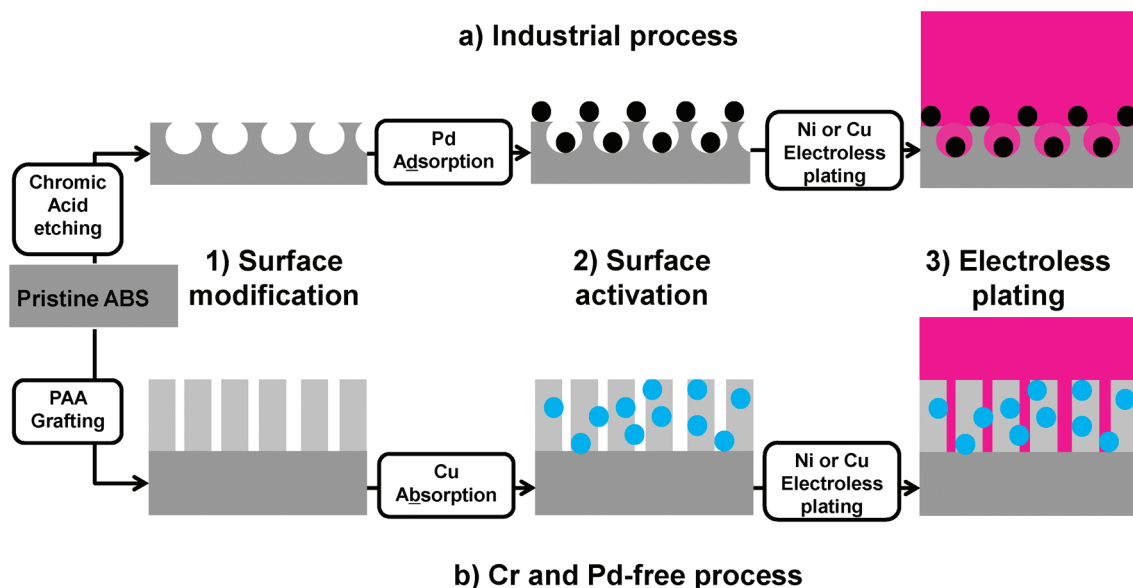 a) Industrial process
Chromic
Acid
etching
Pd
Adsorption
Ni or Cu
Electroless
plating
Pristine ABS
1) Surface
modification
2) Surface
activation
3) Electroless
plating
PAA
Grafting
Cu
Absorption
Ni or Cu
Electroless
plating
b) Cr and Pd-free process